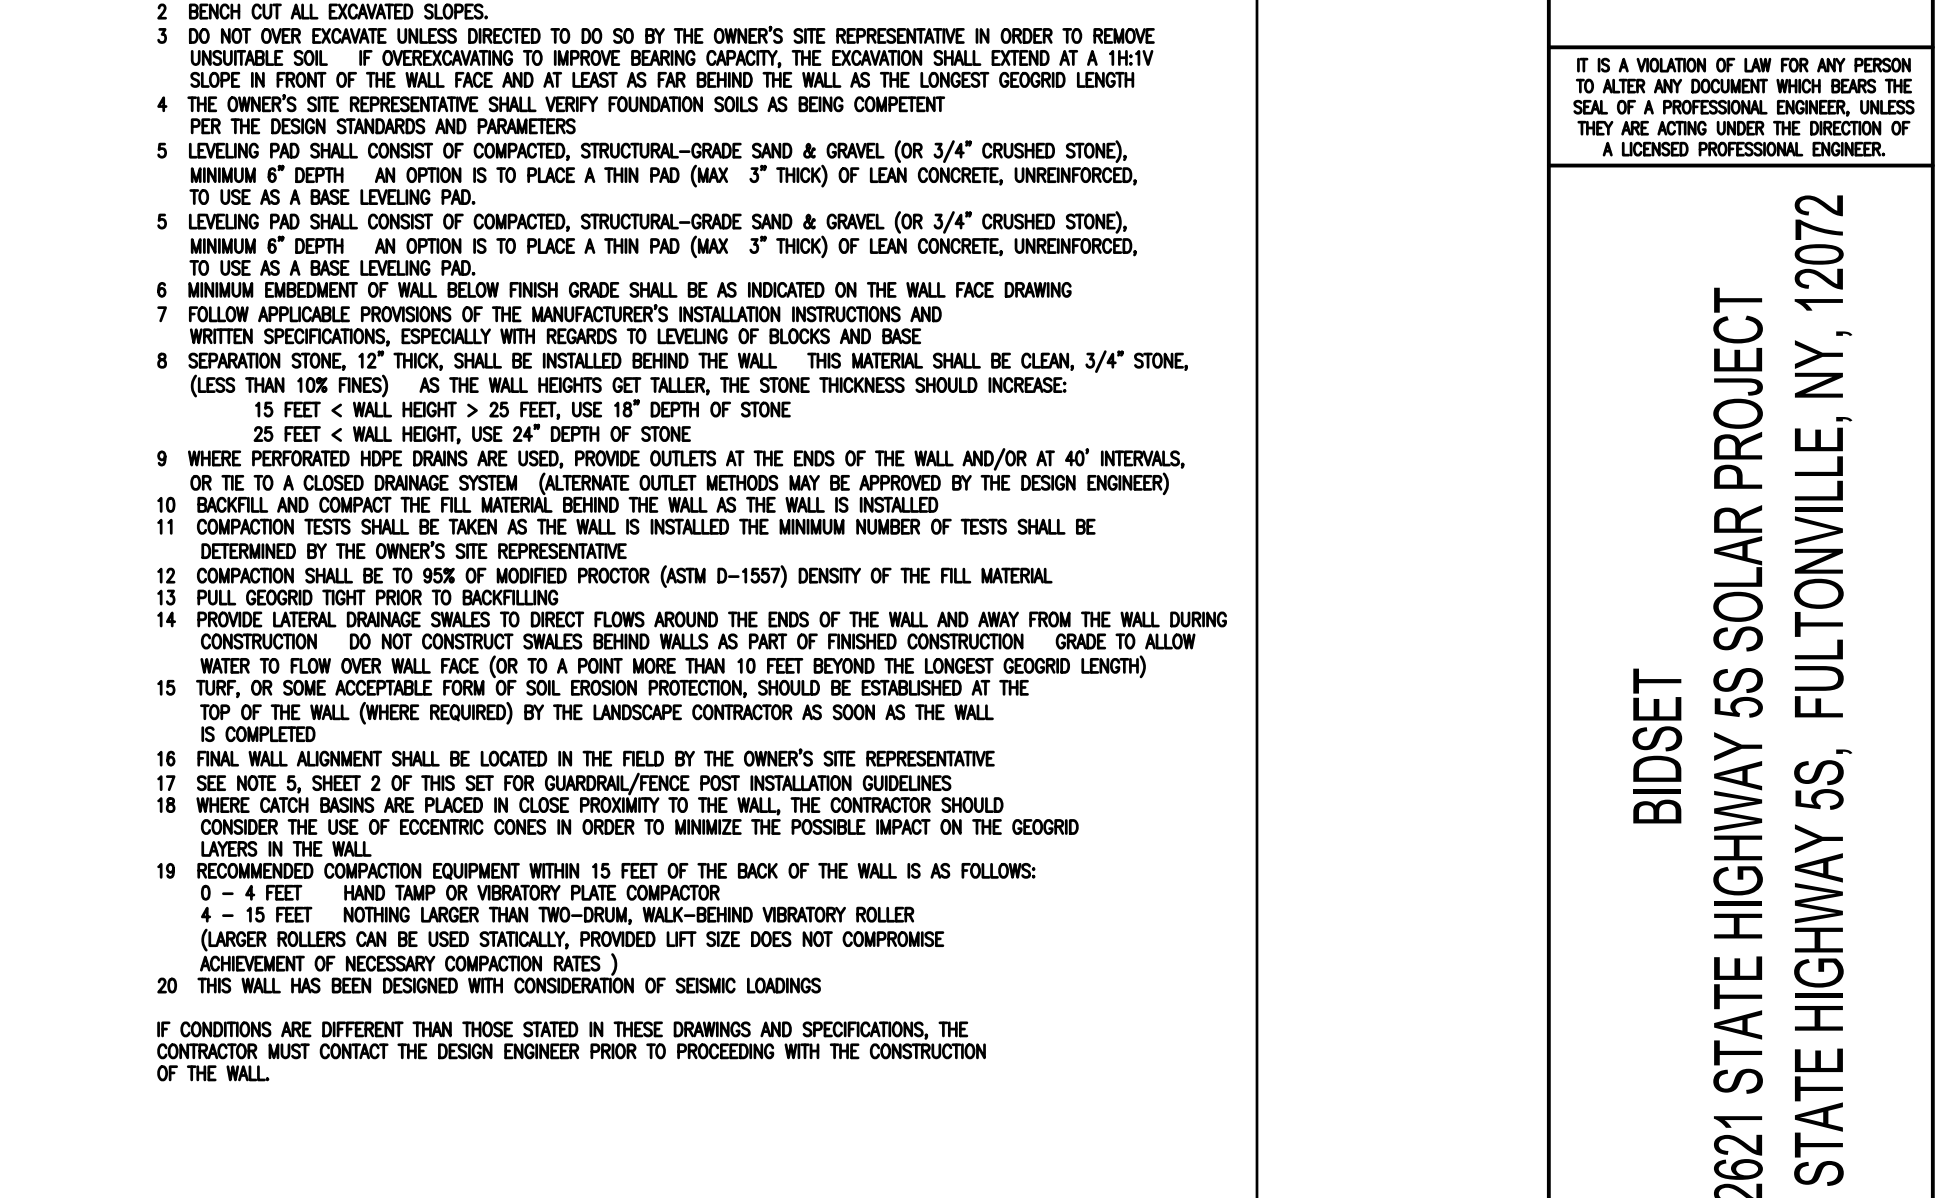 2 BENCH CUT ALL EXCAVATED SLOPES.
3 DO NOT OVER EXCAVATE UNLESS DIRECTED TO DO SO BY THE OWNER'S SITE REPRESENTATIVE IN ORDER TO REMOVE
UNSUITABLE SOIL IF OVEREXCAVATING TO IMPROVE BEARING CAPACITY, THE EXCAVATION SHALL EXTEND AT A 1H:1V
SLOPE IN FRONT OF THE WALL FACE AND AT LEAST AS FAR BEHIND THE WALL AS THE LONGEST GEOGRID LENGTH
4 THE OWNER'S SITE REPRESENTATIVE SHALL VERIFY FOUNDATION SOILS AS BEING COMPETENT
PER THE DESIGN STANDARDS AND PARAMETERS
5 LEVELING PAD SHALL CONSIST OF COMPACTED, STRUCTURAL-GRADE SAND & GRAVEL (OR 3/4" CRUSHED STONE),
MINIMUM 6" DEPTH AN OPTION IS TO PLACE A THIN PAD (MAX 3" THICK) OF LEAN CONCRETE, UNREINFORCED,
TO USE AS A BASE LEVELING PAD.
5 LEVELING PAD SHALL CONSIST OF COMPACTED, STRUCTURAL-GRADE SAND & GRAVEL (OR 3/4" CRUSHED STONE),
MINIMUM 6" DEPTH AN OPTION IS TO PLACE A THIN PAD (MAX 3" THICK) OF LEAN CONCRETE, UNREINFORCED,
TO USE AS A BASE LEVELING PAD.
6 MINIMUM EMBEDMENT OF WALL BELOW FINISH GRADE SHALL BE AS INDICATED ON THE WALL FACE DRAWING
7 FOLLOW APPLICABLE PROVISIONS OF THE MANUFACTURER'S INSTALLATION INSTRUCTIONS AND
WRITTEN SPECIFICATIONS, ESPECIALLY WITH REGARDS TO LEVELING OF BLOCKS AND BASE
8 SEPARATION STONE, 12" THICK, SHALL BE INSTALLED BEHIND THE WALL THIS MATERIAL SHALL BE CLEAN, 3/4" STONE,
(LESS THAN 10% FINES) AS THE WALL HEIGHTS GET TALLER, THE STONE THICKNESS SHOULD INCREASE:
15 FEET < WALL HEIGHT > 25 FEET, USE 18" DEPTH OF STONE
25 FEET < WALL HEIGHT, USE 24" DEPTH OF STONE
9 WHERE PERFORATED HDPE DRAINS ARE USED, PROVIDE OUTLETS AT THE ENDS OF THE WALL AND/OR AT 40' INTERVALS,
OR TIE TO A CLOSED DRAINAGE SYSTEM (ALTERNATE OUTLET METHODS MAY BE APPROVED BY THE DESIGN ENGINEER)
10 BACKFILL AND COMPACT THE FILL MATERIAL BEHIND THE WALL AS THE WALL IS INSTALLED
11 COMPACTION TESTS SHALL BE TAKEN AS THE WALL IS INSTALLED THE MINIMUM NUMBER OF TESTS SHALL BE
DETERMINED BY THE OWNER'S SITE REPRESENTATIVE
12 COMPACTION SHALL BE TO 95% OF MODIFIED PROCTOR (ASTM D-1557) DENSITY OF THE FILL MATERIAL
13 PULL GEOGRID TIGHT PRIOR TO BACKFILLING
14 PROVIDE LATERAL DRAINAGE SWALES TO DIRECT FLOWS AROUND THE ENDS OF THE WALL AND AWAY FROM THE WALL DURING
CONSTRUCTION DO NOT CONSTRUCT SWALES BEHIND WALLS AS PART OF FINISHED CONSTRUCTION GRADE TO ALLOW
WATER TO FLOW OVER WALL FACE (OR TO A POINT MORE THAN 10 FEET BEYOND THE LONGEST GEOGRID LENGTH)
15 TURF, OR SOME ACCEPTABLE FORM OF SOIL EROSION PROTECTION, SHOULD BE ESTABLISHED AT THE
TOP OF THE WALL (WHERE REQUIRED) BY THE LANDSCAPE CONTRACTOR AS SOON AS THE WALL
IS COMPLETED
16 FINAL WALL ALIGNMENT SHALL BE LOCATED IN THE FIELD BY THE OWNER'S SITE REPRESENTATIVE
17 SEE NOTE 5, SHEET 2 OF THIS SET FOR GUARDRAIL/FENCE POST INSTALLATION GUIDELINES
18 WHERE CATCH BASINS ARE PLACED IN CLOSE PROXIMITY TO THE WALL, THE CONTRACTOR SHOULD
CONSIDER THE USE OF ECCENTRIC CONES IN ORDER TO MINIMIZE THE POSSIBLE IMPACT ON THE GEOGRID
LAYERS IN THE WALL
19 RECOMMENDED COMPACTION EQUIPMENT WITHIN 15 FEET OF THE BACK OF THE WALL IS AS FOLLOWS:
0 - 4 FEET HAND TAMP OR VIBRATORY PLATE COMPACTOR
4 - 15 FEET NOTHING LARGER THAN TWO-DRUM, WALK-BEHIND VIBRATORY ROLLER
(LARGER ROLLERS CAN BE USED STATICALLY, PROVIDED LIFT SIZE DOES NOT COMPROMISE
ACHIEVEMENT OF NECESSARY COMPACTION RATES )
20 THIS WALL HAS BEEN DESIGNED WITH CONSIDERATION OF SEISMIC LOADINGS
IF CONDITIONS ARE DIFFERENT THAN THOSE STATED IN THESE DRAWINGS AND SPECIFICATIONS, THE
CONTRACTOR MUST CONTACT THE DESIGN ENGINEER PRIOR TO PROCEEDING WITH THE CONSTRUCTION
OF THE WALL.
IT IS A VIOLATION OF LAW FOR ANY PERSON
TO ALTER ANY DOCUMENT WHICH BEARS THE
SEAL OF A PROFESSIONAL ENGINEER, UNLESS
THEY ARE ACTING UNDER THE DIRECTION OF
A LICENSED PROFESSIONAL ENGINEER.
BIDSET
2621 STATE HIGHWAY 5S SOLAR PROJECT
STATE HIGHWAY 5S, FULTONVILLE, NY, 12072